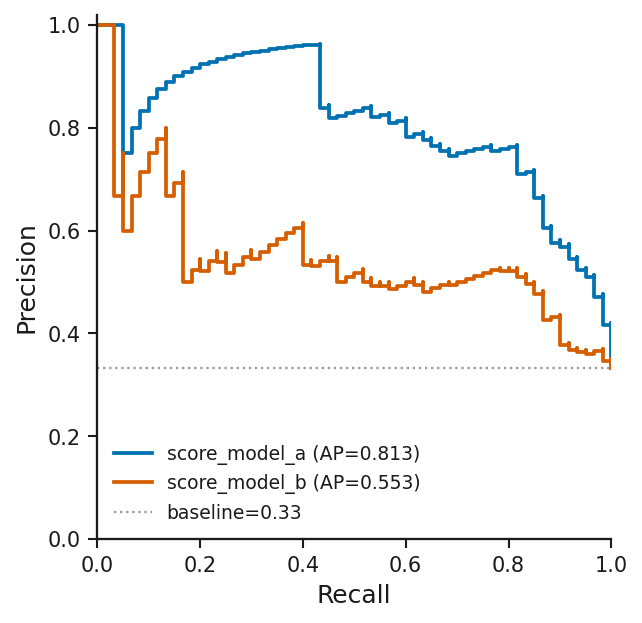 1.0
0.8
0.6
0.4
0.2
0.0
Precision
score_model_a (AP=0.813)
score_model_b (AP=0.553)
baseline=0.33
0.0 0.2 0.4 0.6 0.8 1.0
Recall